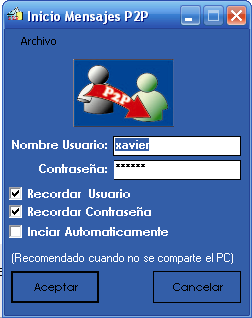 Inicio Mensajes P2P
Archivo
P2P
Nombre Usuario: xavier
Contraseña: ******
Recordar Usuario
Recordar Contraseña
Inciar Automaticamente
(Recomendado cuando no se comparte el PC)
Aceptar Cancelar